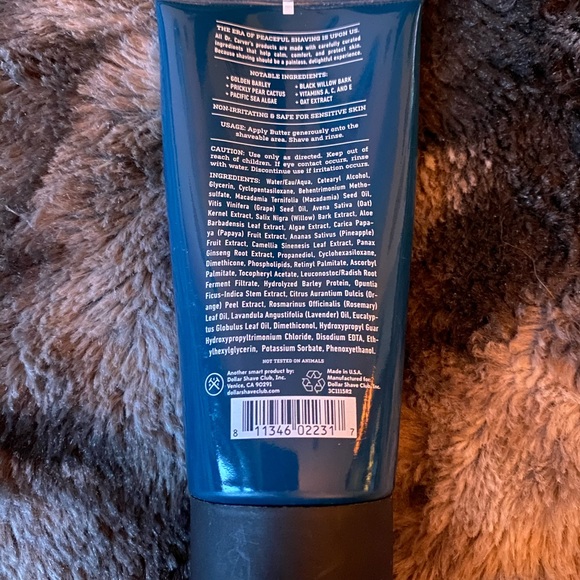 THE ERA OF PEACEFUL SHAVING IS UPON US.
All Dr. Carver's products are made with carefully curated
ingredients that help calm, comfort, and protect skin.
Because shaving should be a painless, delightful experience.
NOTABLE INGREDIENTS:
• GOLDEN BARLEY • BLACK WILLOW BARK
• PRICKLY PEAR CACTUS • VITAMINS A, C, AND E
• PACIFIC SEA ALGAE • OAT EXTRACT
NON-IRRITATING & SAFE FOR SENSITIVE SKIN
USAGE: Apply Butter generously onto the
shaveable area. Shave and rinse.
CAUTION: Use only as directed. Keep out of
reach of children. If eye contact occurs, rinse
with water. Discontinue use if irritation occurs.
INGREDIENTS: Water/Eau/Aqua, Cetearyl Alcohol,
Glycerin, Cyclopentasiloxane, Behentrimonium Metho-
sulfate, Macadamia Ternifolia (Macadamia) Seed Oil,
Vitis Vinifera (Grape) Seed Oil, Avena Sativa (Oat)
Kernel Extract, Salix Nigra (Willow) Bark Extract, Aloe
Barbadensis Leaf Extract, Algae Extract, Carica Papa-
ya (Papaya) Fruit Extract, Ananas Sativus (Pineapple)
Fruit Extract, Camellia Sinensis Leaf Extract, Panax
Ginseng Root Extract, Propanediol, Cyclohexasiloxane,
Dimethicone, Phospholipids, Retinyl Palmitate, Ascorbyl
Palmitate, Tocopheryl Acetate, Leuconostoc/Radish Root
Ferment Filtrate, Hydrolyzed Barley Protein, Opuntia
Ficus-Indica Stem Extract, Citrus Aurantium Dulcis (Or-
ange) Peel Extract, Rosmarinus Officinalis (Rosemary)
Leaf Oil, Lavandula Angustifolia (Lavender) Oil, Eucalyp-
tus Globulus Leaf Oil, Dimethiconol, Hydroxypropyl Guar
Hydroxypropyltrimonium Chloride, Disodium EDTA, Eth-
ylhexylglycerin, Potassium Sorbate, Phenoxyethanol.
NOT TESTED ON ANIMALS
Another smart product by:
Dollar Shave Club, Inc.
Venice, CA 90291
dollarshaveclub.com
Made in U.S.A.
Manufactured for
Dollar Shave Club, Inc.
3C1115R2
8 11346 02231 7